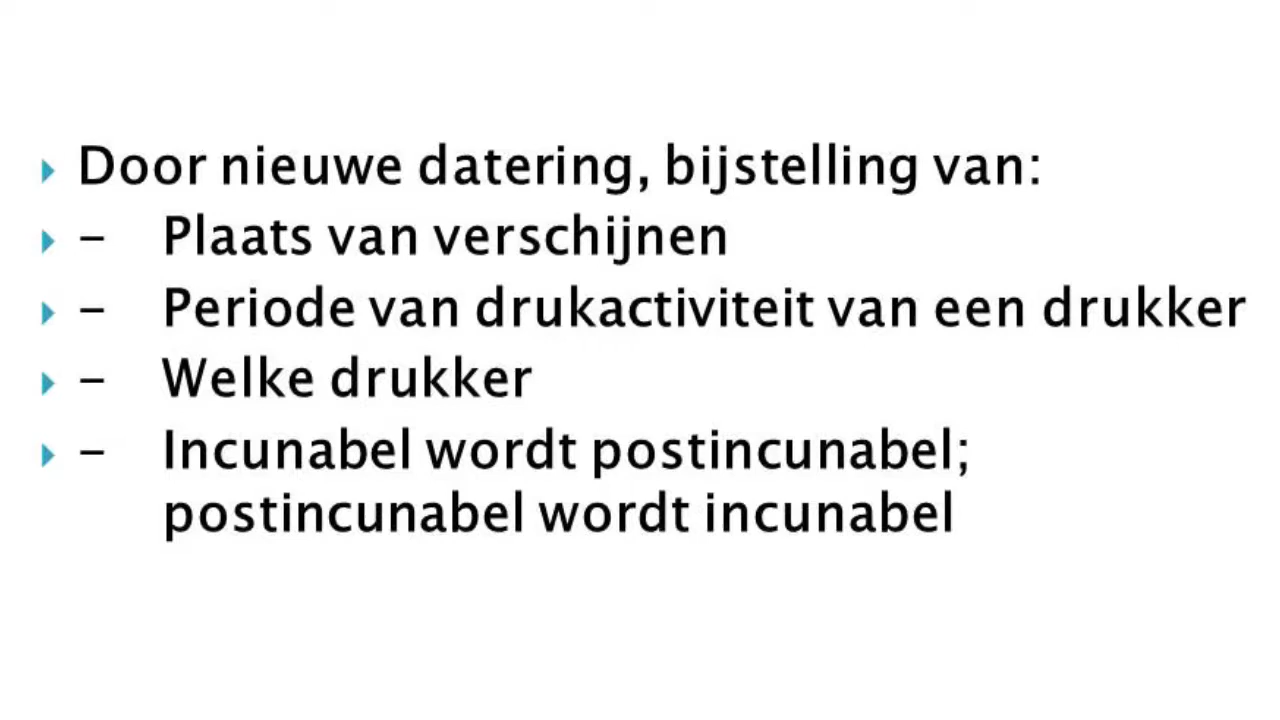 Door nieuwe datering, bijstelling van:
– Plaats van verschijnen
– Periode van drukactiviteit van een drukker
– Welke drukker
– Incunabel wordt postincunabel;
postincunabel wordt incunabel